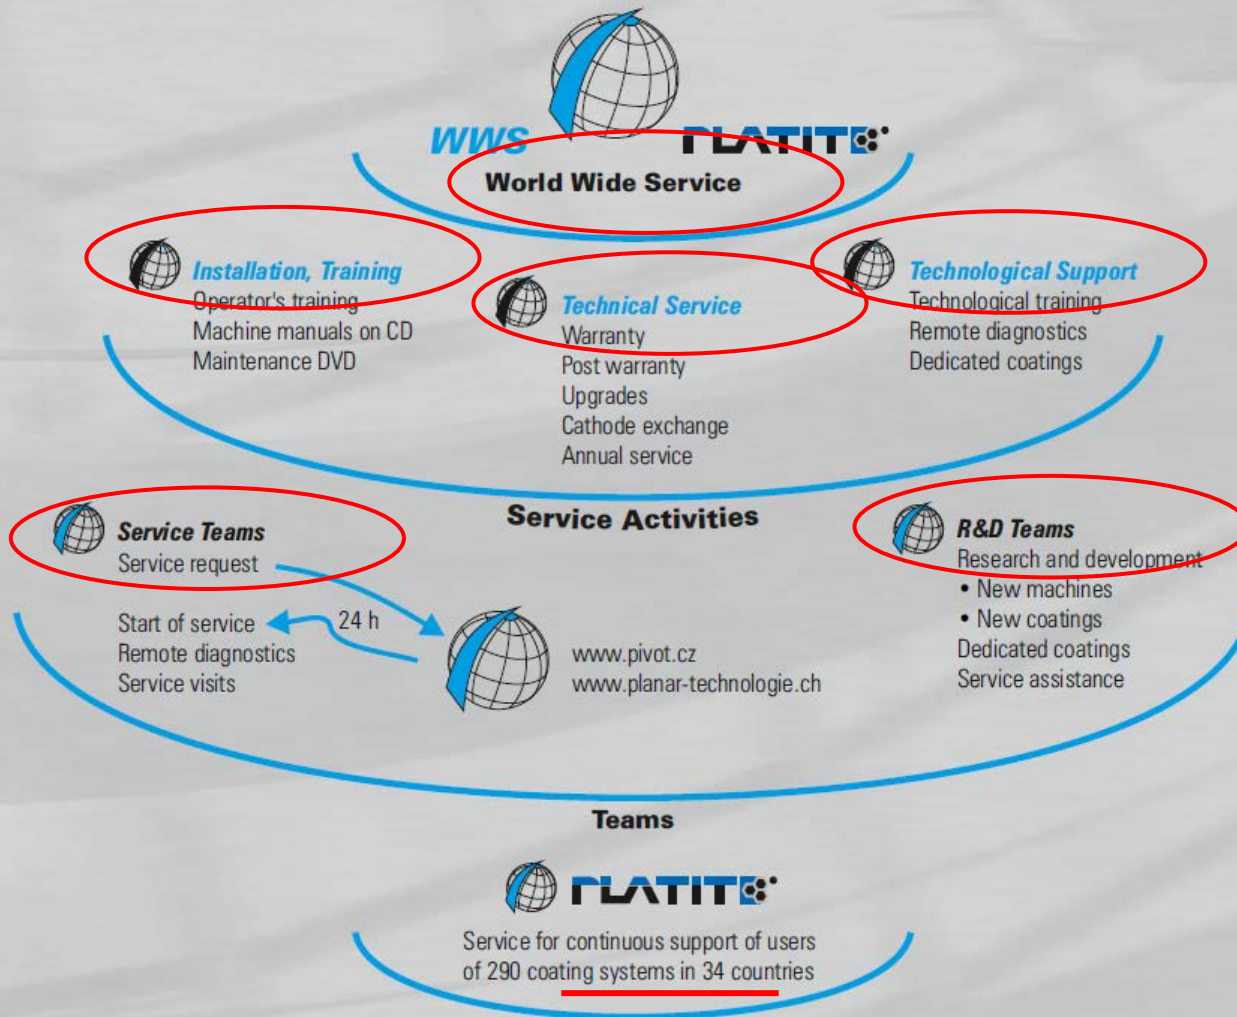 WWS PLATIT
World Wide Service
Installation, Training
Operator's training
Machine manuals on CD
Maintenance DVD
Technical Service
Warranty
Post warranty
Upgrades
Cathode exchange
Annual service
Technological Support
Technological training
Remote diagnostics
Dedicated coatings
Service Activities
Service Teams
Service request
Start of service
24 h
Remote diagnostics
Service visits
www.pivot.cz
www.planar-technologie.ch
R&D Teams
Research and development
• New machines
• New coatings
Dedicated coatings
Service assistance
Teams
PLATIT
Service for continuous support of users
of 290 coating systems in 34 countries